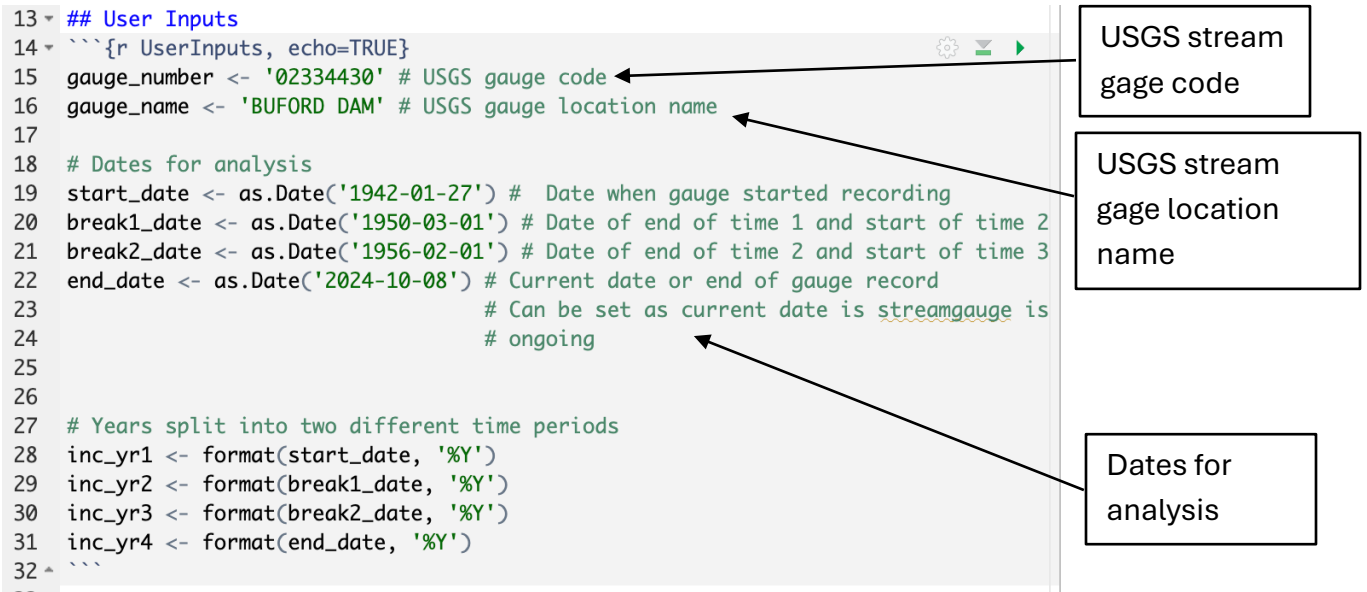 13 ## User Inputs
14 ```{r UserInputs, echo=TRUE}
15 gauge_number <- '02334430' # USGS gauge code
16 gauge_name <- 'BUFORD DAM' # USGS gauge location name
17
18 # Dates for analysis
19 start_date <- as.Date('1942-01-27') #  Date when gauge started recording
20 break1_date <- as.Date('1950-03-01') # Date of end of time 1 and start of time 2
21 break2_date <- as.Date('1956-02-01') # Date of end of time 2 and start of time 3
22 end_date <- as.Date('2024-10-08') # Current date or end of gauge record
23 # Can be set as current date is streamgauge is
24 # ongoing
25
26
27 # Years split into two different time periods
28 inc_yr1 <- format(start_date, '%Y')
29 inc_yr2 <- format(break1_date, '%Y')
30 inc_yr3 <- format(break2_date, '%Y')
31 inc_yr4 <- format(end_date, '%Y')
32 ```
USGS stream
gage code
USGS stream
gage location
name
Dates for
analysis